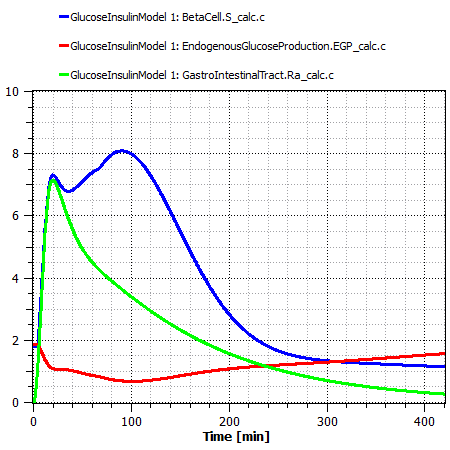 GlucoseInsulinModel 1: BetaCell.S_calc.c
GlucoseInsulinModel 1: EndogenousGlucoseProduction.EGP_calc.c
GlucoseInsulinModel 1: GastroIntestinalTract.Ra_calc.c
10
8
6
4
2
0
0 100 200 300 400
Time [min]